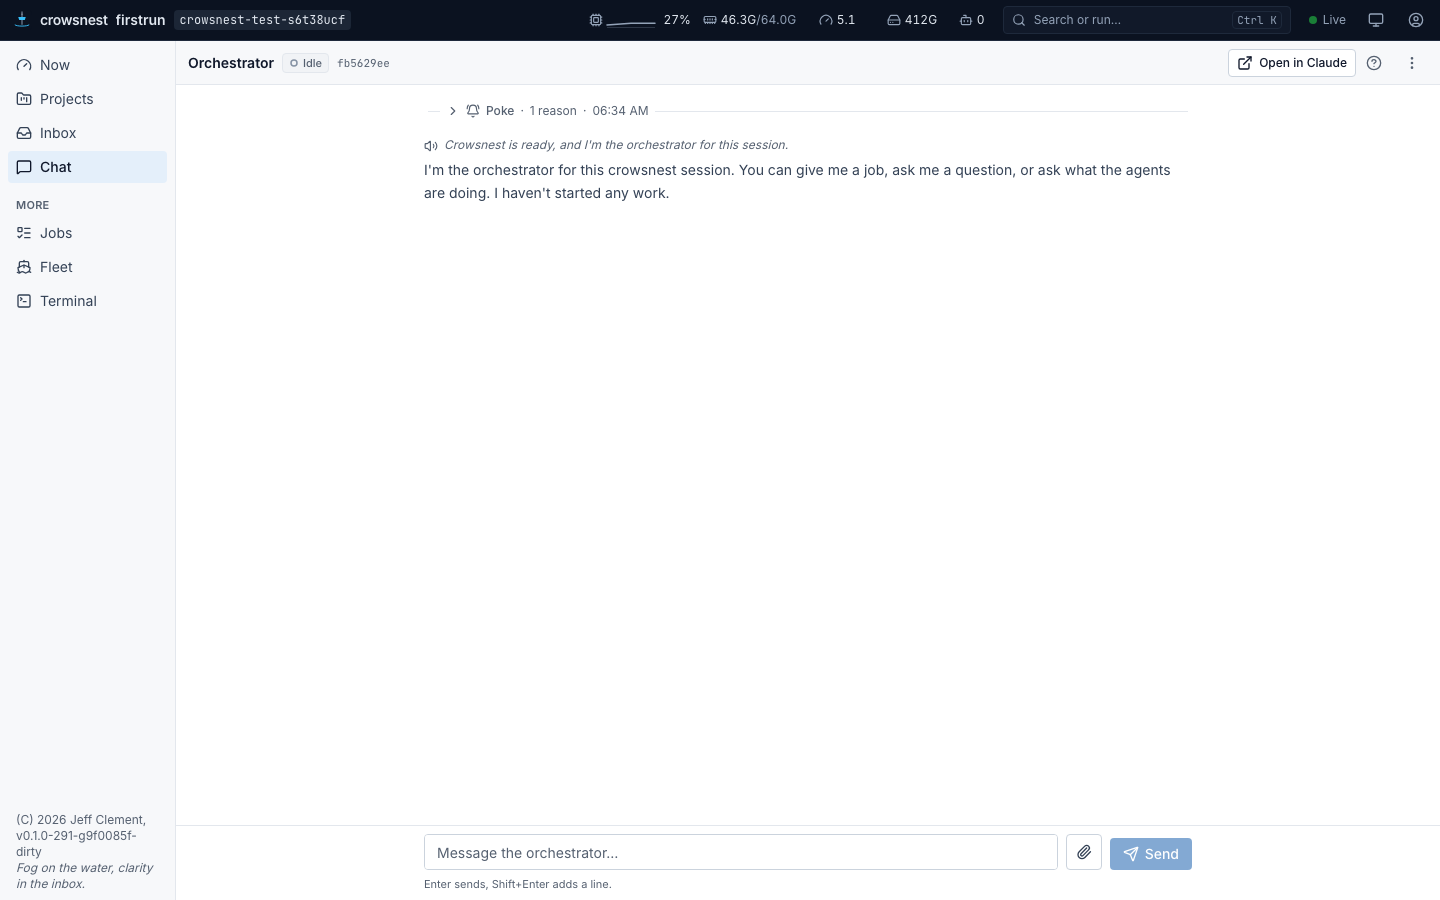 crowsnest firstrun crowsnest-test-s6t38ucf 27% 46.3G/64.0G 5.1 412G 0 Search or run... Ctrl K Live
Now
Projects
Inbox
Chat
MORE
Jobs
Fleet
Terminal
(C) 2026 Jeff Clement,
v0.1.0-291-g9f0085f-
dirty
Fog on the water, clarity
in the inbox.
Orchestrator Idle fb5629ee Open in Claude
Poke · 1 reason · 06:34 AM
Crowsnest is ready, and I'm the orchestrator for this session.
I'm the orchestrator for this crowsnest session. You can give me a job, ask me a question, or ask what the agents
are doing. I haven't started any work.
Message the orchestrator...
Send
Enter sends, Shift+Enter adds a line.